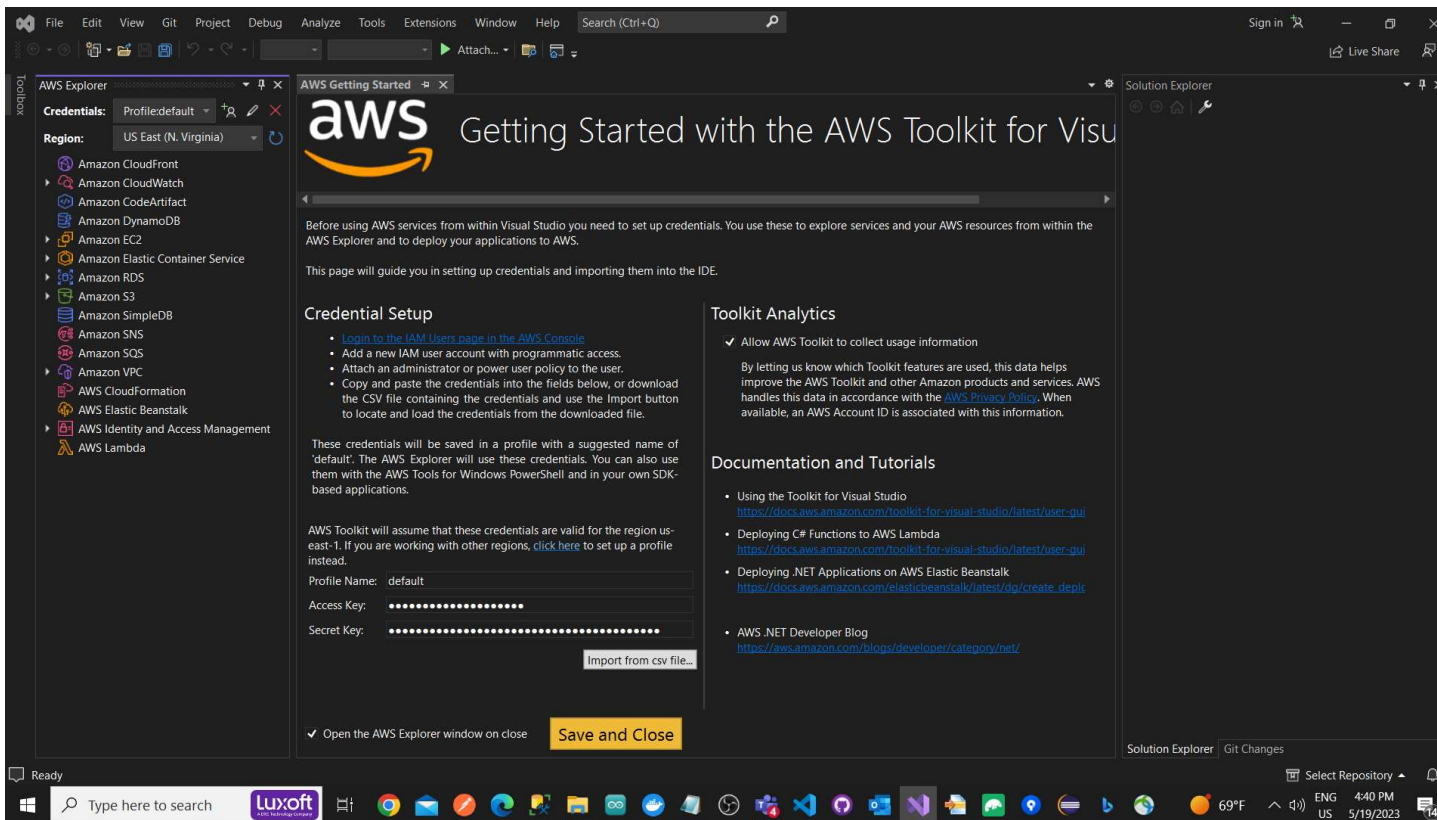 File Edit View Git Project Debug Analyze Tools Extensions Window Help Search (Ctrl+Q) Sign in
Attach... Live Share
Toolbox
AWS Explorer
Credentials: Profile:default
Region: US East (N. Virginia)
Amazon CloudFront
Amazon CloudWatch
Amazon CodeArtifact
Amazon DynamoDB
Amazon EC2
Amazon Elastic Container Service
Amazon RDS
Amazon S3
Amazon SimpleDB
Amazon SNS
Amazon SQS
Amazon VPC
AWS CloudFormation
AWS Elastic Beanstalk
AWS Identity and Access Management
AWS Lambda
AWS Getting Started
aws
Getting Started with the AWS Toolkit for Visu
Before using AWS services from within Visual Studio you need to set up credentials. You use these to explore services and your AWS resources from within the
AWS Explorer and to deploy your applications to AWS.
This page will guide you in setting up credentials and importing them into the IDE.
Credential Setup
• Login to the IAM Users page in the AWS Console
• Add a new IAM user account with programmatic access.
• Attach an administrator or power user policy to the user.
• Copy and paste the credentials into the fields below, or download
the CSV file containing the credentials and use the Import button
to locate and load the credentials from the downloaded file.
These credentials will be saved in a profile with a suggested name of
'default'. The AWS Explorer will use these credentials. You can also use
them with the AWS Tools for Windows PowerShell and in your own SDK-
based applications.
AWS Toolkit will assume that these credentials are valid for the region us-
east-1. If you are working with other regions, click here to set up a profile
instead.
Profile Name: default
Access Key: ••••••••••••••••••••
Secret Key: ••••••••••••••••••••••••••••••••••••••••
Import from csv file...
Open the AWS Explorer window on close
Save and Close
Toolkit Analytics
Allow AWS Toolkit to collect usage information
By letting us know which Toolkit features are used, this data helps
improve the AWS Toolkit and other Amazon products and services. AWS
handles this data in accordance with the AWS Privacy Policy. When
available, an AWS Account ID is associated with this information.
Documentation and Tutorials
• Using the Toolkit for Visual Studio
https://docs.aws.amazon.com/toolkit-for-visual-studio/latest/user-gui
• Deploying C# Functions to AWS Lambda
https://docs.aws.amazon.com/toolkit-for-visual-studio/latest/user-gui
• Deploying .NET Applications on AWS Elastic Beanstalk
https://docs.aws.amazon.com/elasticbeanstalk/latest/dg/create_deplc
• AWS .NET Developer Blog
https://aws.amazon.com/blogs/developer/category/net/
Solution Explorer
Solution Explorer Git Changes
Ready
Select Repository
Type here to search
Luxoft
A DXC Technology Company
69°F
ENG 4:40 PM
US 5/19/2023
14